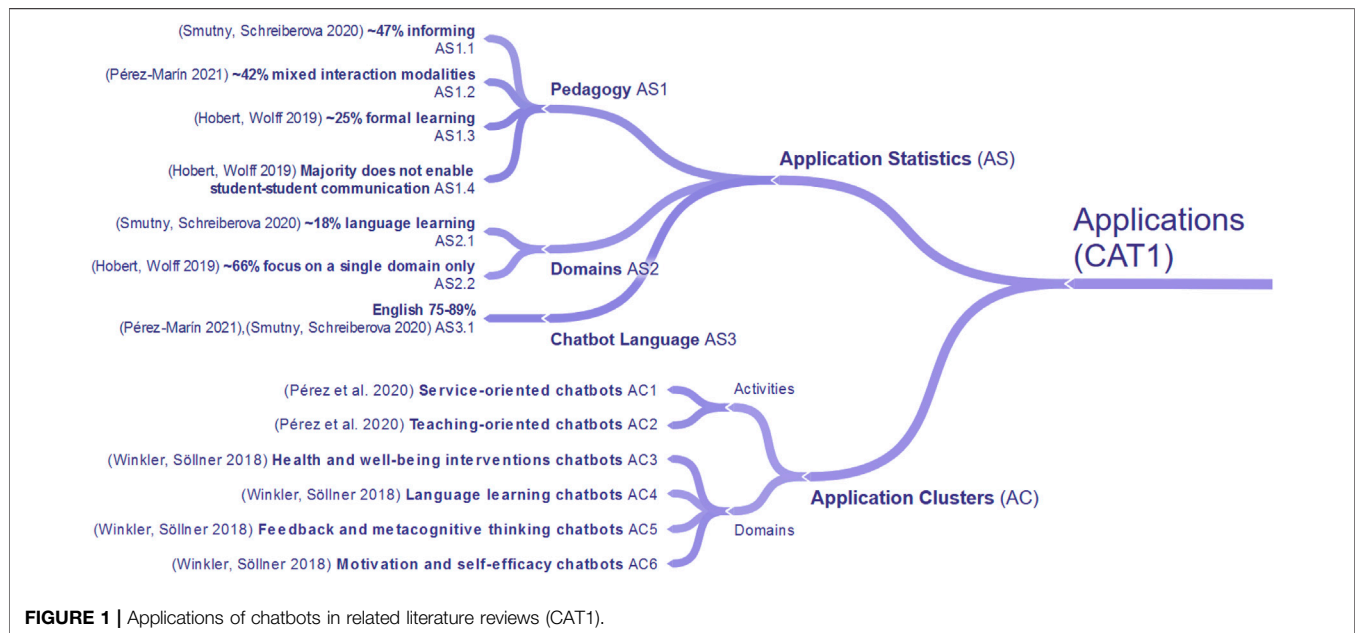 (Smutny, Schreiberova 2020) ~47% informing
AS1.1
(Pérez-Marín 2021) ~42% mixed interaction modalities
AS1.2
(Hobert, Wolff 2019) ~25% formal learning
AS1.3
(Hobert, Wolff 2019) Majority does not enable
student-student communication AS1.4
Pedagogy AS1
(Smutny, Schreiberova 2020) ~18% language learning
AS2.1
(Hobert, Wolff 2019) ~66% focus on a single domain only
AS2.2
Domains AS2
English 75-89%
(Pérez-Marín 2021),(Smutny, Schreiberova 2020) AS3.1
Chatbot Language AS3
Application Statistics (AS)
Applications
(CAT1)
(Pérez et al. 2020) Service-oriented chatbots AC1
(Pérez et al. 2020) Teaching-oriented chatbots AC2
Activities
(Winkler, Söllner 2018) Health and well-being interventions chatbots AC3
(Winkler, Söllner 2018) Language learning chatbots AC4
(Winkler, Söllner 2018) Feedback and metacognitive thinking chatbots AC5
(Winkler, Söllner 2018) Motivation and self-efficacy chatbots AC6
Domains
Application Clusters (AC)
FIGURE 1 | Applications of chatbots in related literature reviews (CAT1).